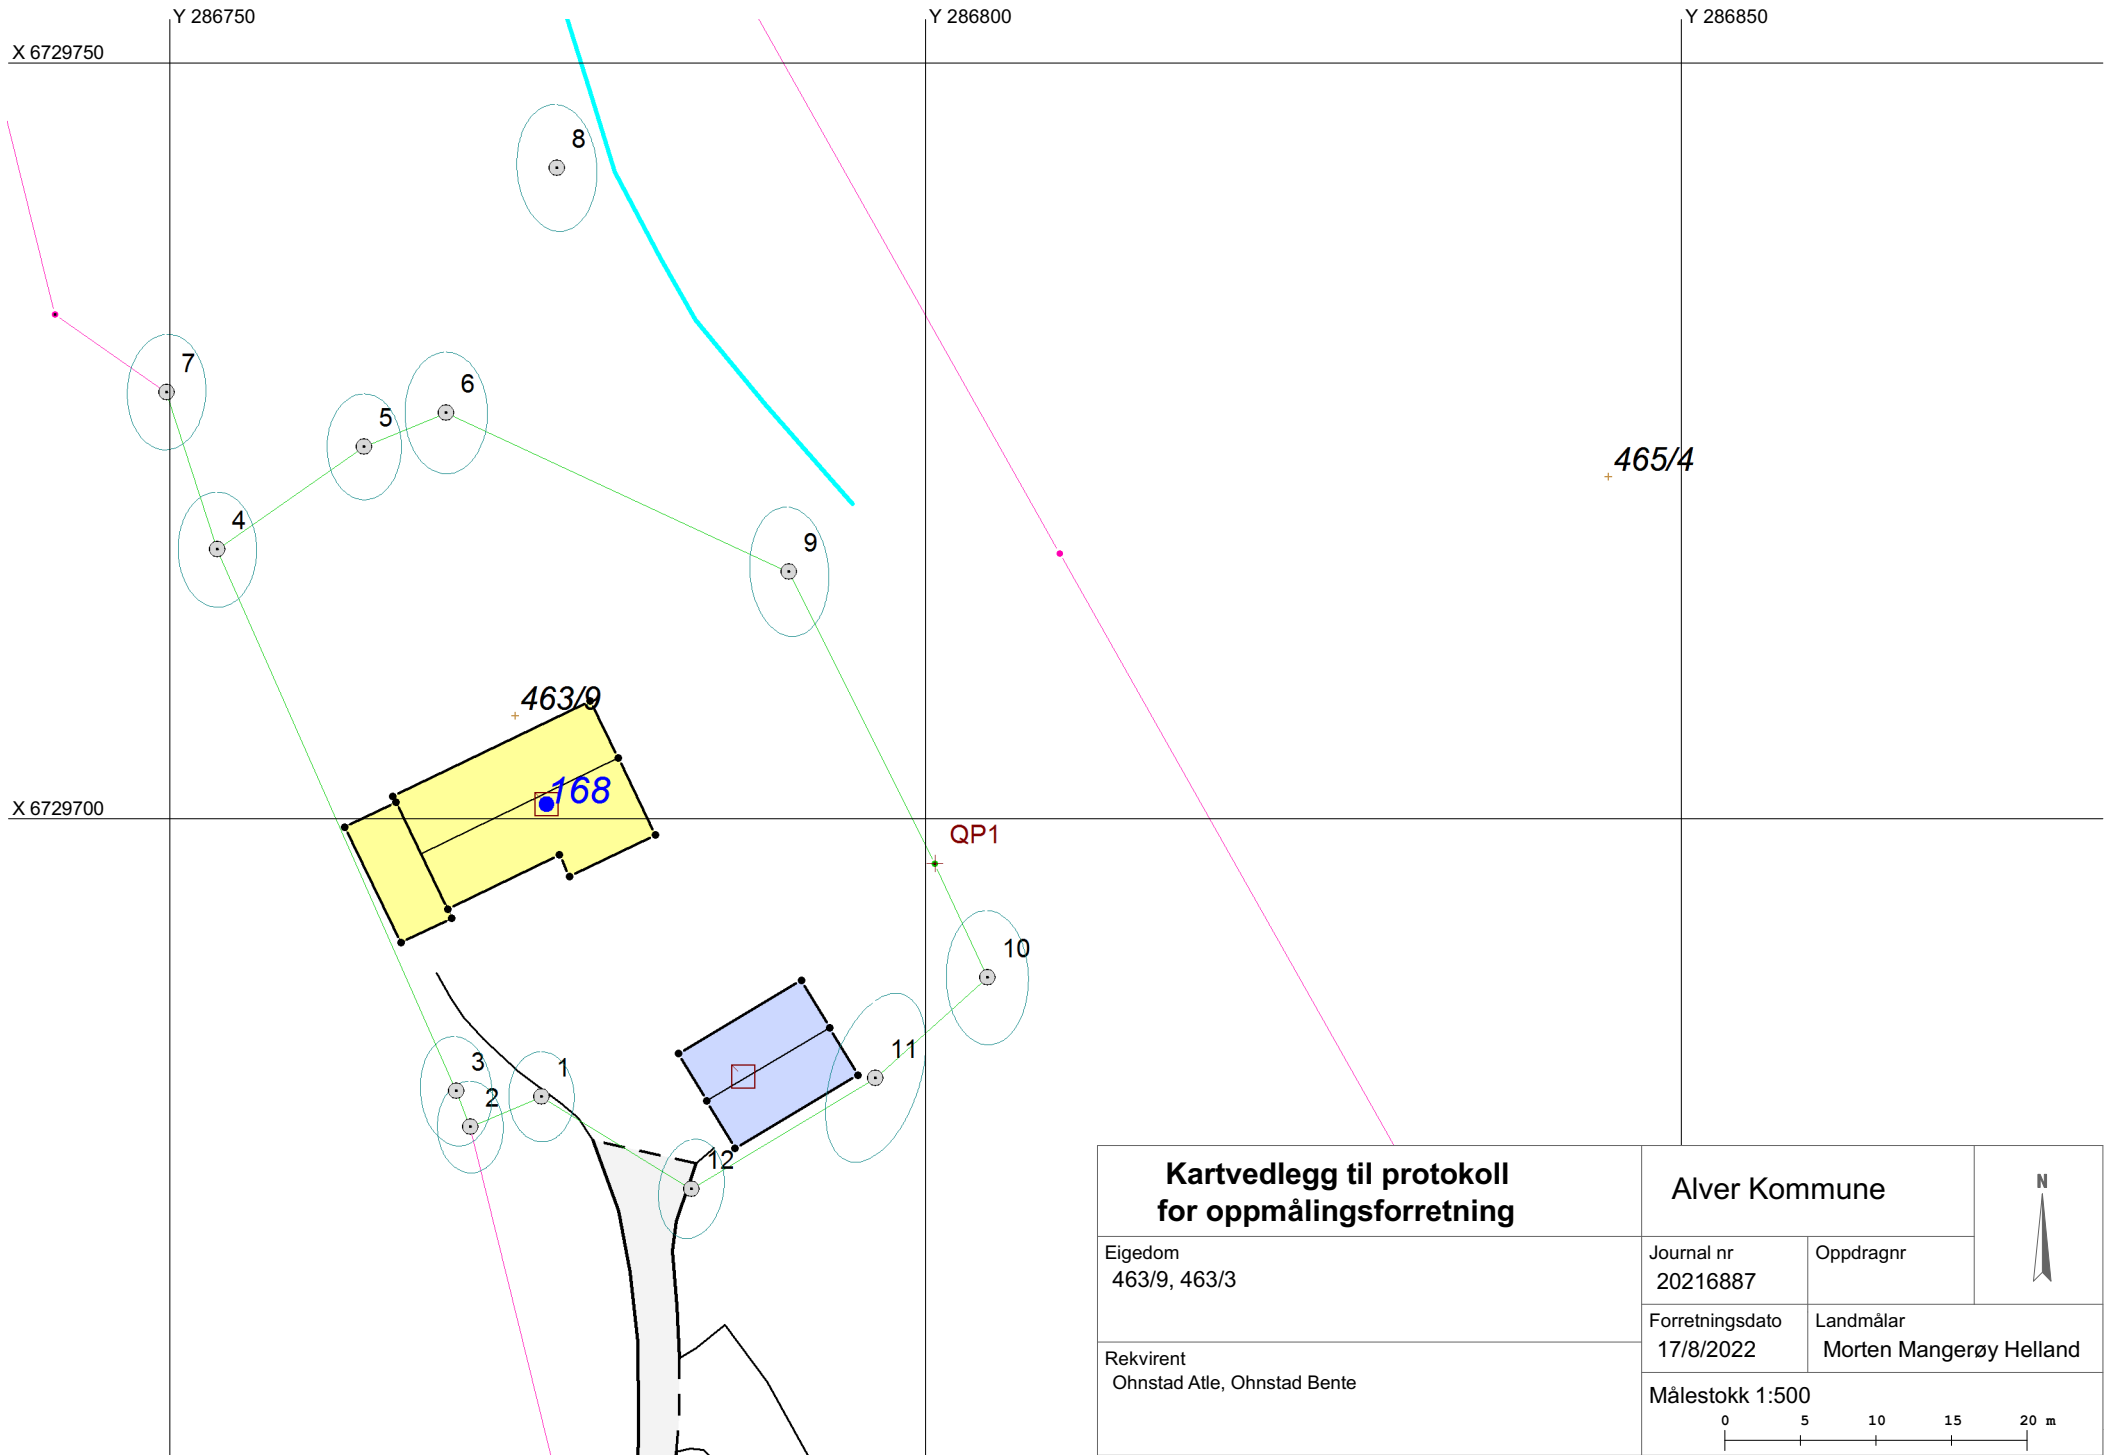 Y 286750
Y 286800
Y 286850
X 6729750
8
7
6
5
465/4
4
9
463/9
168
X 6729700
QP1
10
11
3
1
2
12
Kartvedlegg til protokoll
for oppmålingsforretning
Alver Kommune
N
Eigedom
463/9, 463/3
Journal nr
20216887
Oppdragnr
Forretningsdato
17/8/2022
Landmålar
Morten Mangerøy Helland
Rekvirent
Ohnstad Atle, Ohnstad Bente
Målestokk 1:500
0 5 10 15 20 m